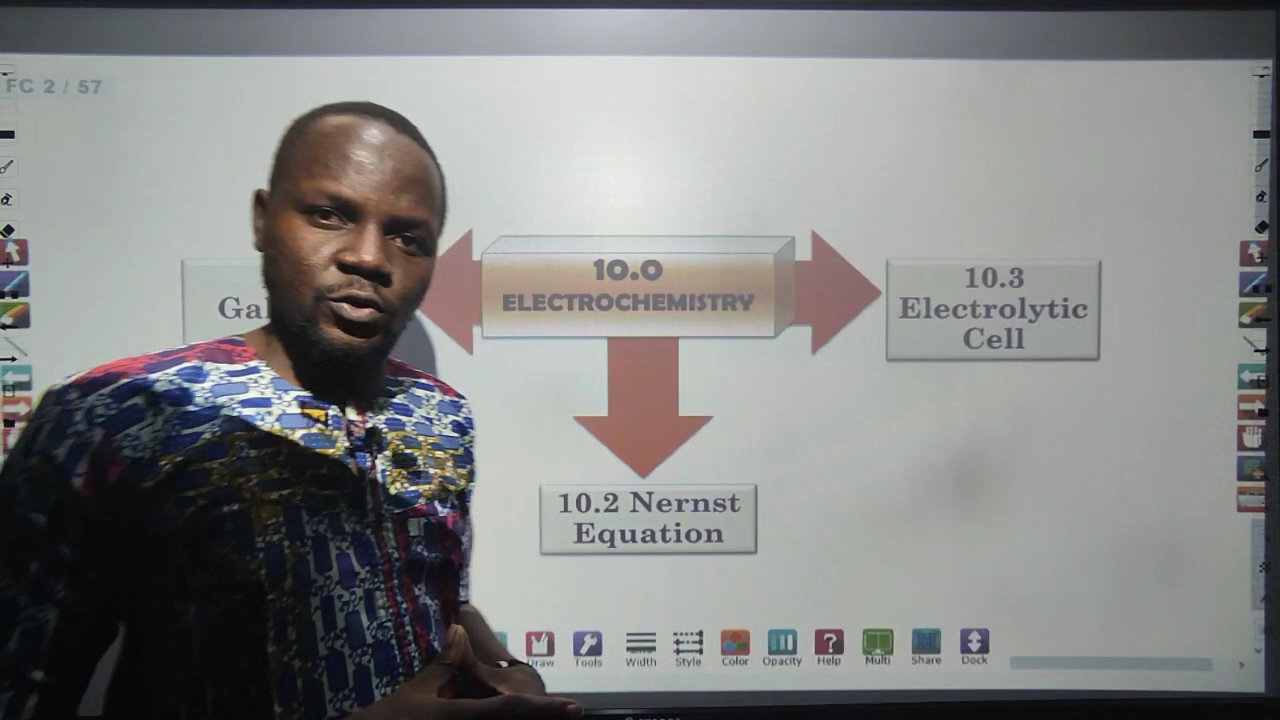 FC 2 / 57
10.0
ELECTROCHEMISTRY
10.3
Electrolytic
Cell
10.2 Nernst
Equation
Draw Tools Width Style Color Opacity Help Multi Share Dock